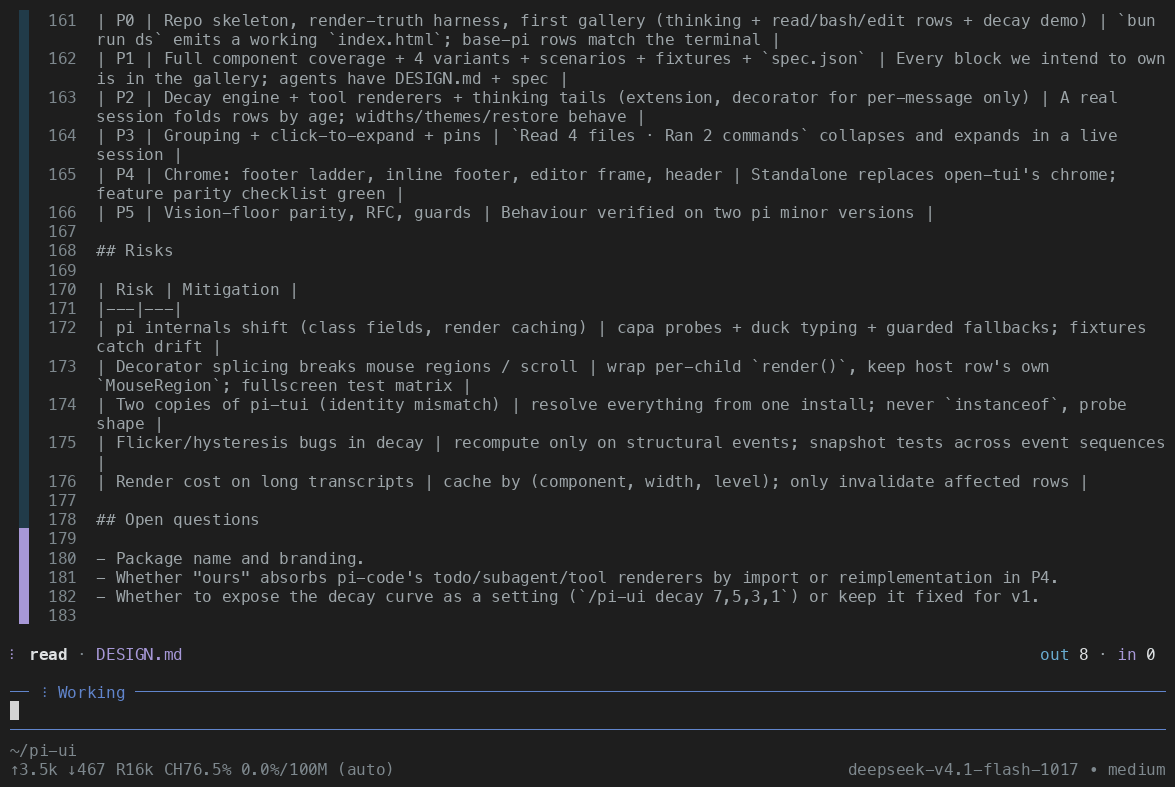 161  | P0 | Repo skeleton, render-truth harness, first gallery (thinking + read/bash/edit rows + decay demo) | `bun
run ds` emits a working `index.html`; base-pi rows match the terminal |
162  | P1 | Full component coverage + 4 variants + scenarios + fixtures + `spec.json` | Every block we intend to own
is in the gallery; agents have DESIGN.md + spec |
163  | P2 | Decay engine + tool renderers + thinking tails (extension, decorator for per-message only) | A real
session folds rows by age; widths/themes/restore behave |
164  | P3 | Grouping + click-to-expand + pins | `Read 4 files · Ran 2 commands` collapses and expands in a live
session |
165  | P4 | Chrome: footer ladder, inline footer, editor frame, header | Standalone replaces open-tui's chrome;
feature parity checklist green |
166  | P5 | Vision-floor parity, RFC, guards | Behaviour verified on two pi minor versions |
167
168  ## Risks
169
170  | Risk | Mitigation |
171  |---|---|
172  | pi internals shift (class fields, render caching) | capa probes + duck typing + guarded fallbacks; fixtures
catch drift |
173  | Decorator splicing breaks mouse regions / scroll | wrap per-child `render()`, keep host row's own
`MouseRegion`; fullscreen test matrix |
174  | Two copies of pi-tui (identity mismatch) | resolve everything from one install; never `instanceof`, probe
shape |
175  | Flicker/hysteresis bugs in decay | recompute only on structural events; snapshot tests across event sequences
|
176  | Render cost on long transcripts | cache by (component, width, level); only invalidate affected rows |
177
178  ## Open questions
179
180  - Package name and branding.
181  - Whether "ours" absorbs pi-code's todo/subagent/tool renderers by import or reimplementation in P4.
182  - Whether to expose the decay curve as a setting (`/pi-ui decay 7,5,3,1`) or keep it fixed for v1.
183
⁝ read · DESIGN.md out 8 · in 0
⁝ Working
~/pi-ui
↑3.5k ↓467 R16k CH76.5% 0.0%/100M (auto) deepseek-v4.1-flash-1017 • medium